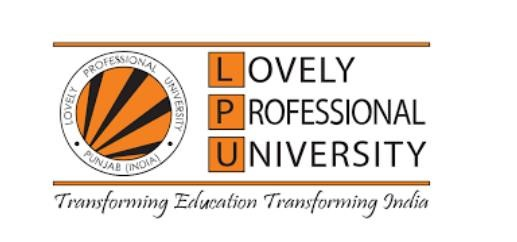 LOVELY PROFESSIONAL UNIVERSITY
• PUNJAB (INDIA) •
LOVELY
PROFESSIONAL
UNIVERSITY
Transforming Education Transforming India